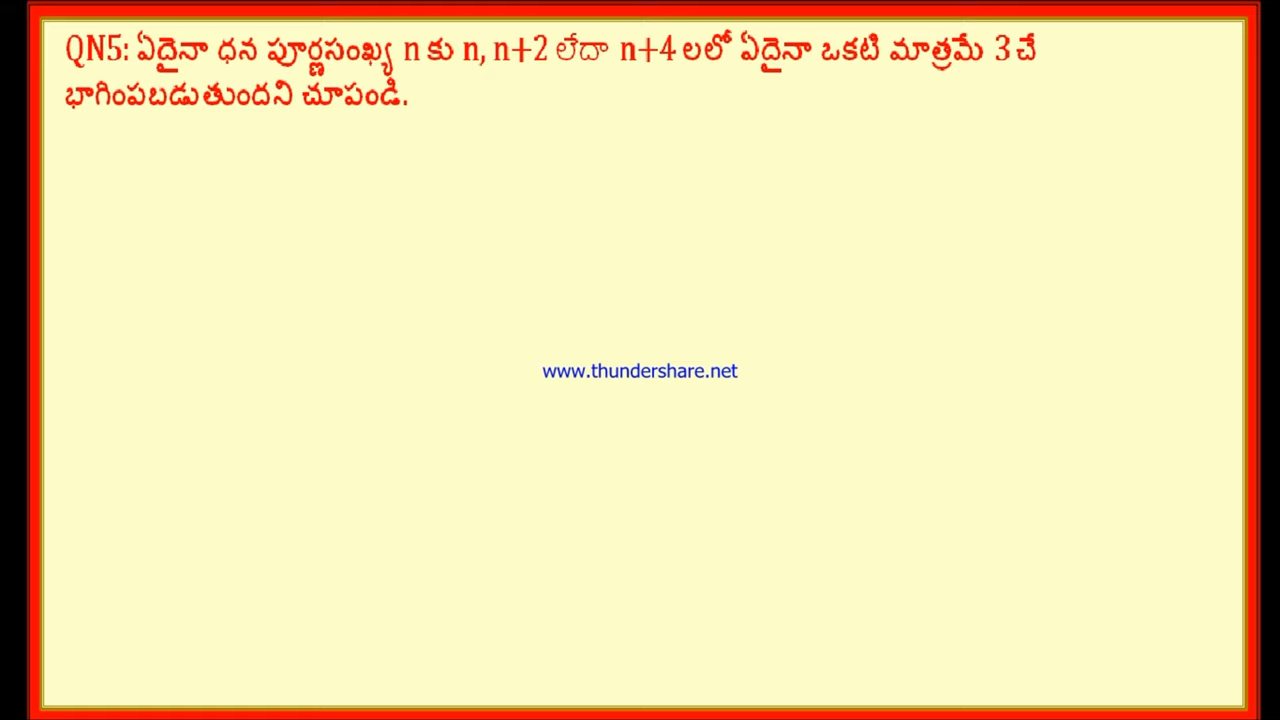 QN5: ఏదైనా ధన పూర్ణసంఖ్య n కు n, n+2 లేదా n+4 లలో ఏదైనా ఒకటి మాత్రమే 3 చే
భాగింపబడుతుందని చూపండి.
www.thundershare.net